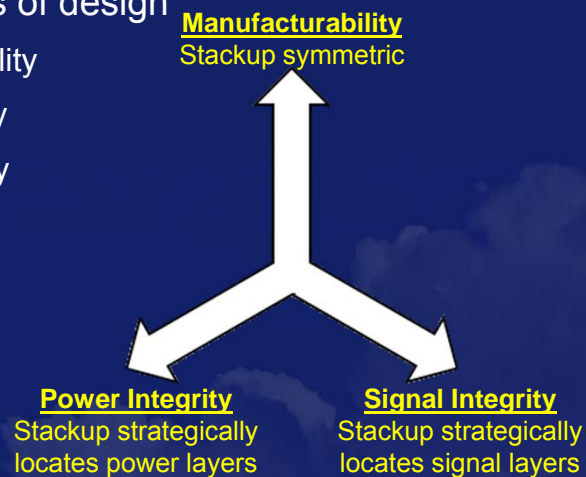 s of design
lity
y
y
Manufacturability
Stackup symmetric
Power Integrity
Stackup strategically
locates power layers
Signal Integrity
Stackup strategically
locates signal layers